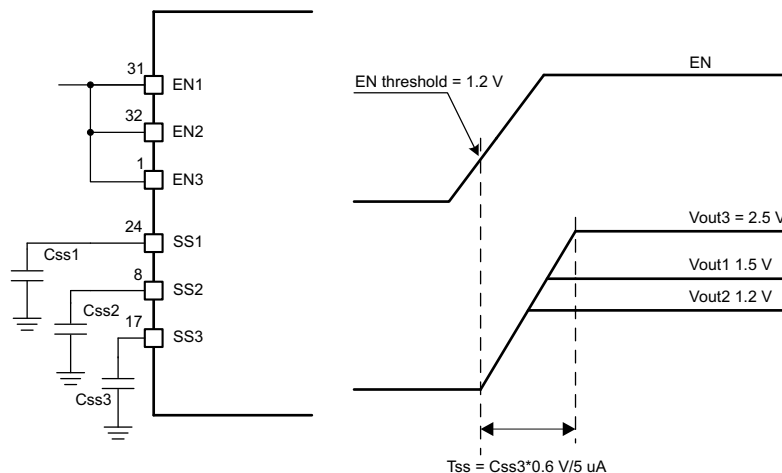 31
EN1
32
EN2
1
EN3
24
SS1
Css1
8
SS2
Css2
17
SS3
Css3
EN
EN threshold = 1.2 V
Vout3 = 2.5 V
Vout1 1.5 V
Vout2 1.2 V
Tss = Css3*0.6 V/5 uA